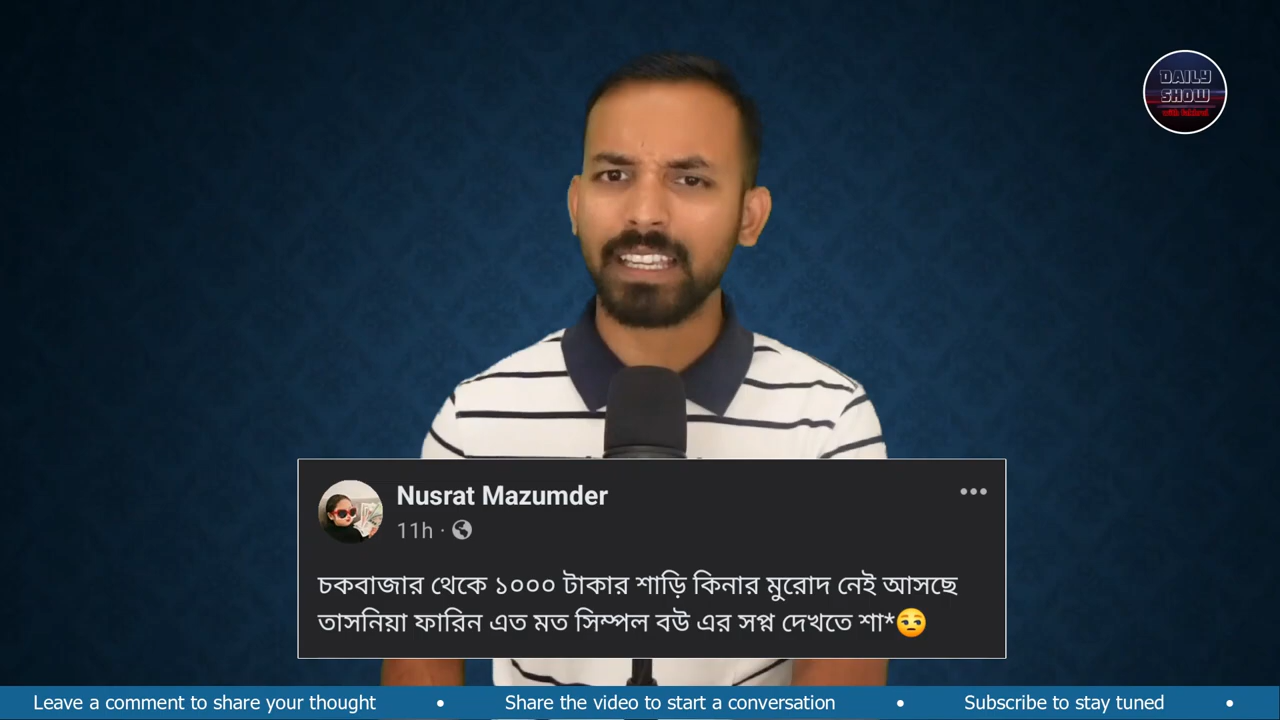 DAILY
SHOW
Nusrat Mazumder
11h ·
চকবাজার থেকে ১০০০ টাকার শাড়ি কিনার মুরোদ নেই আসছে
তাসনিয়া ফারিন এত মত সিম্পল বউ এর সপ্ন দেখতে শা*😒
Leave a comment to share your thought • Share the video to start a conversation • Subscribe to stay tuned •